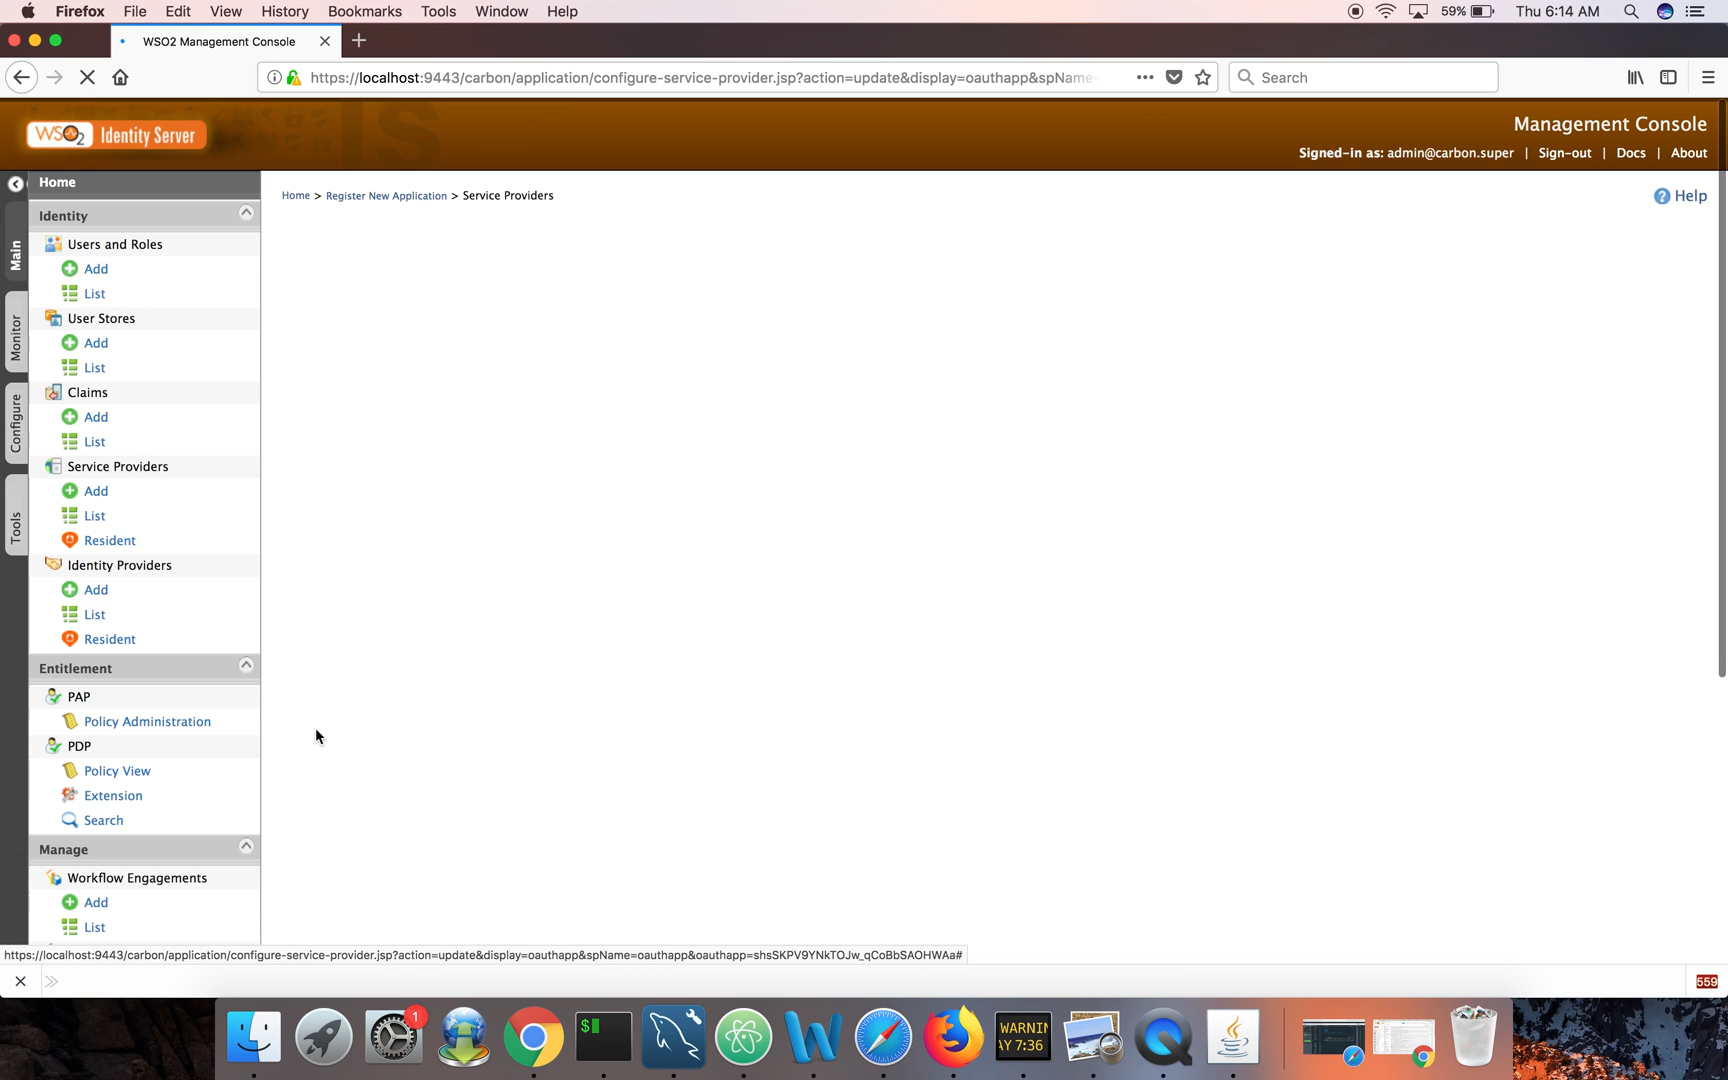 Firefox File Edit View History Bookmarks Tools Window Help 59% Thu 6:14 AM
WSO2 Management Console
https://localhost:9443/carbon/application/configure-service-provider.jsp?action=update&display=oauthapp&spName= Search
WSO2 Identity Server
Management Console
Signed-in as: admin@carbon.super | Sign-out | Docs | About
Home
Home > Register New Application > Service Providers
Help
Main
Monitor
Configure
Tools
Identity
Users and Roles
Add
List
User Stores
Add
List
Claims
Add
List
Service Providers
Add
List
Resident
Identity Providers
Add
List
Resident
Entitlement
PAP
Policy Administration
PDP
Policy View
Extension
Search
Manage
Workflow Engagements
Add
List
https://localhost:9443/carbon/application/configure-service-provider.jsp?action=update&display=oauthapp&spName=oauthapp&oauthapp=shsSKPV9YNkTOJw_qCoBbSAOHWAa#
559
1
$
WARNIN
AY 7:36